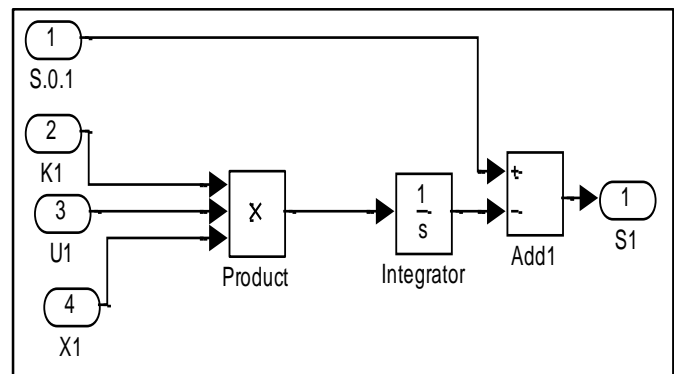 1
S.0.1
2
K1
3
U1
4
X1
X
Product
1
s
Integrator
+
-
Add1
1
S1